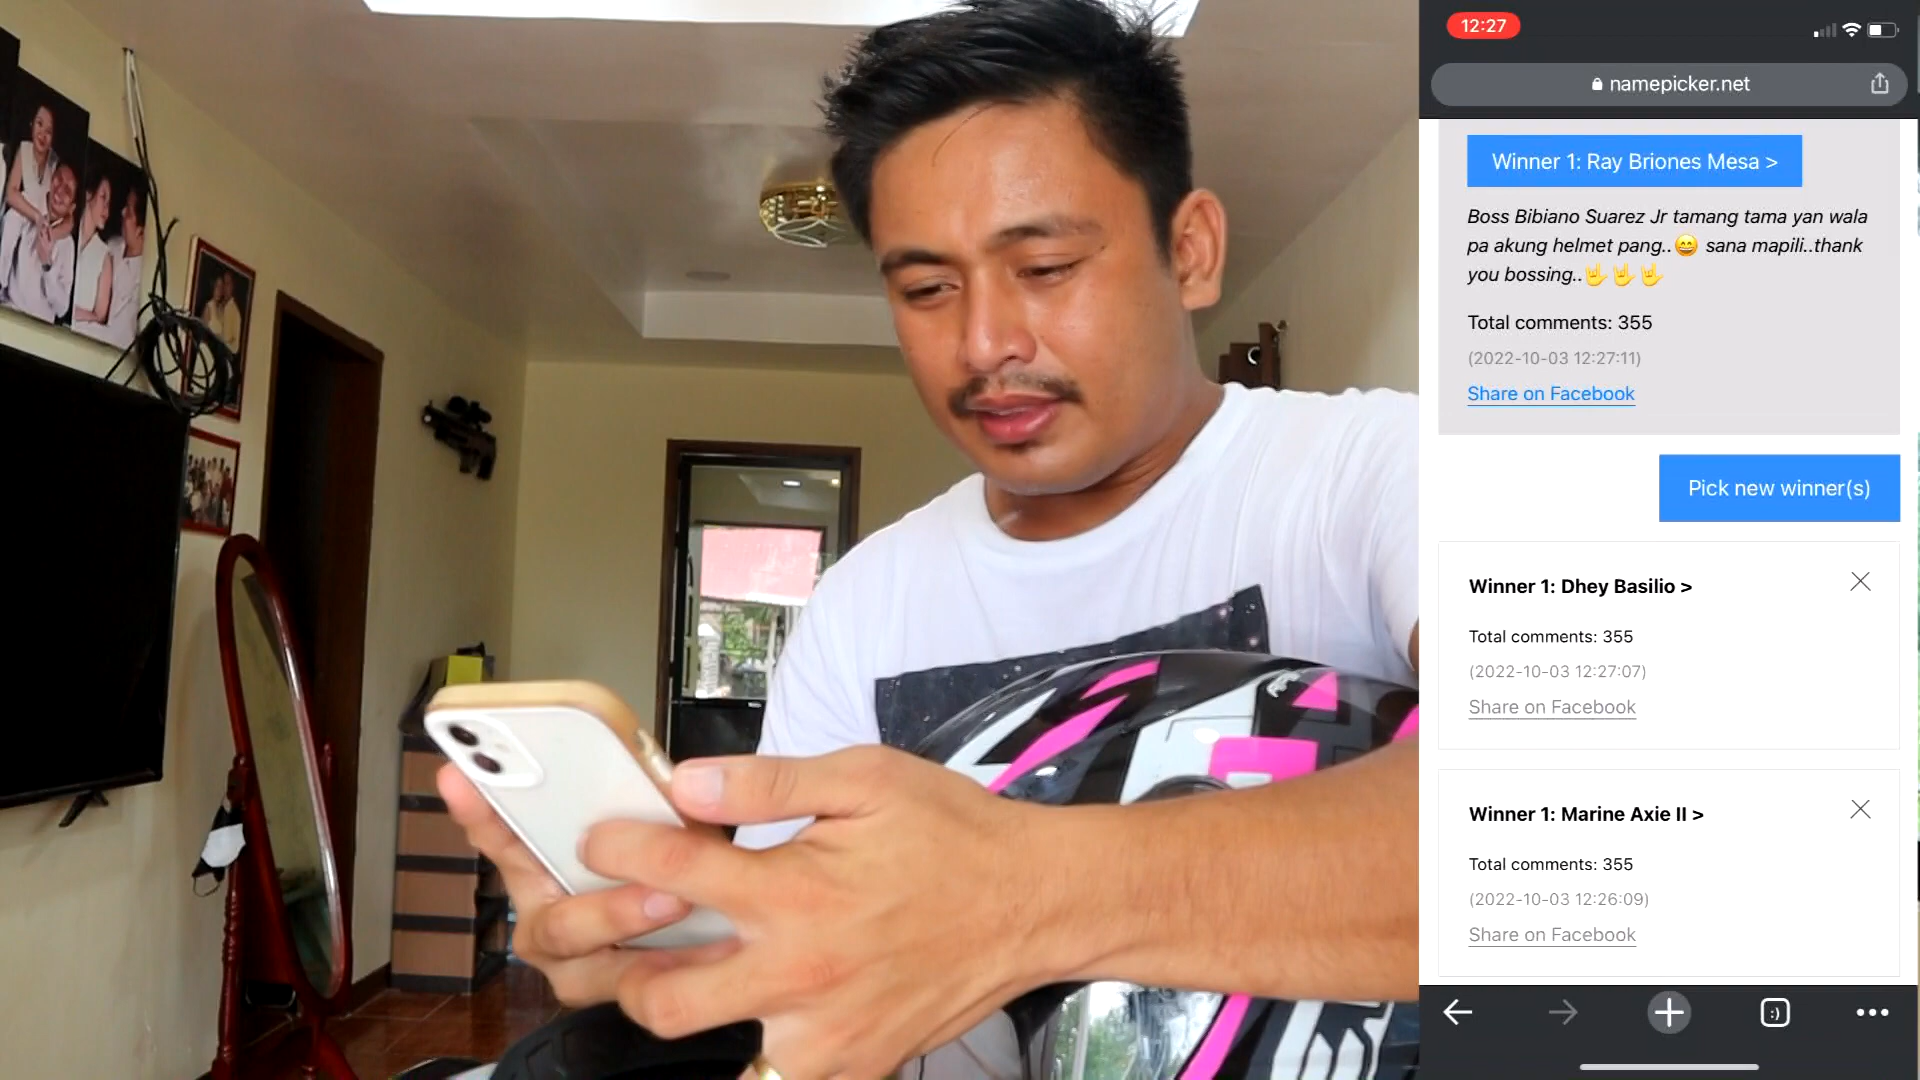 12:27
namepicker.net
Winner 1: Ray Briones Mesa >
Boss Bibiano Suarez Jr tamang tama yan wala
pa akung helmet pang..😄 sana mapili..thank
you bossing..🤟🤟🤟
Total comments: 355
(2022-10-03 12:27:11)
Share on Facebook
Pick new winner(s)
Winner 1: Dhey Basilio >
Total comments: 355
(2022-10-03 12:27:07)
Share on Facebook
Winner 1: Marine Axie II >
Total comments: 355
(2022-10-03 12:26:09)
Share on Facebook
:)